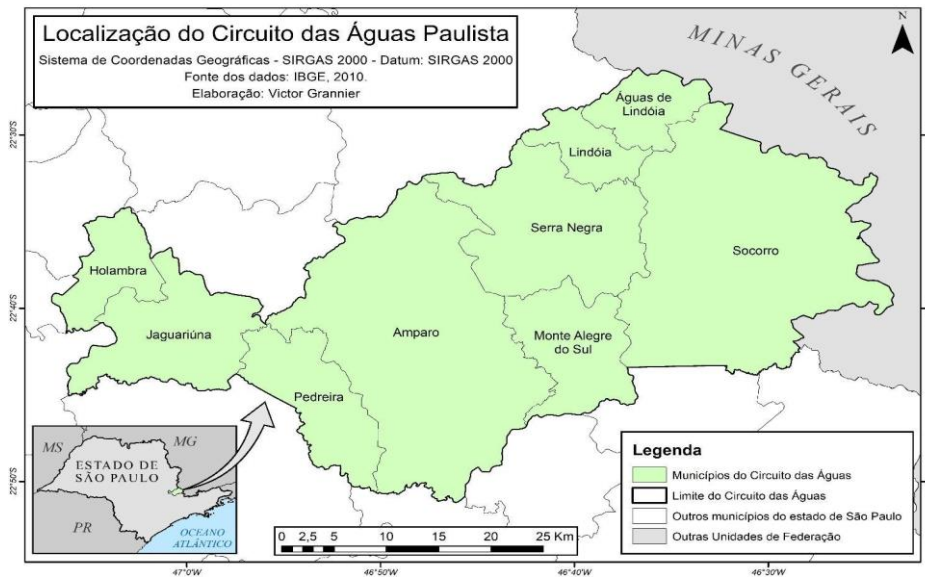 Localização do Circuito das Águas Paulista
Sistema de Coordenadas Geográficas - SIRGAS 2000 - Datum: SIRGAS 2000
Fonte dos dados: IBGE, 2010.
Elaboração: Victor Grannier
N
MINAS GERAIS
22°30'S
22°40'S
22°50'S
Águas de
Lindóia
Lindóia
Serra Negra
Socorro
Holambra
Jaguariúna
Amparo
Monte Alegre
do Sul
Pedreira
MS
MG
ESTADO DE
SÃO PAULO
PR
OCEANO
ATLÂNTICO
0 2,5 5 10 15 20 25 Km
Legenda
Municípios do Circuito das Águas
Limite do Circuito das Águas
Outros municípios do estado de São Paulo
Outras Unidades de Federação
47°0'W
46°50'W
46°40'W
46°30'W